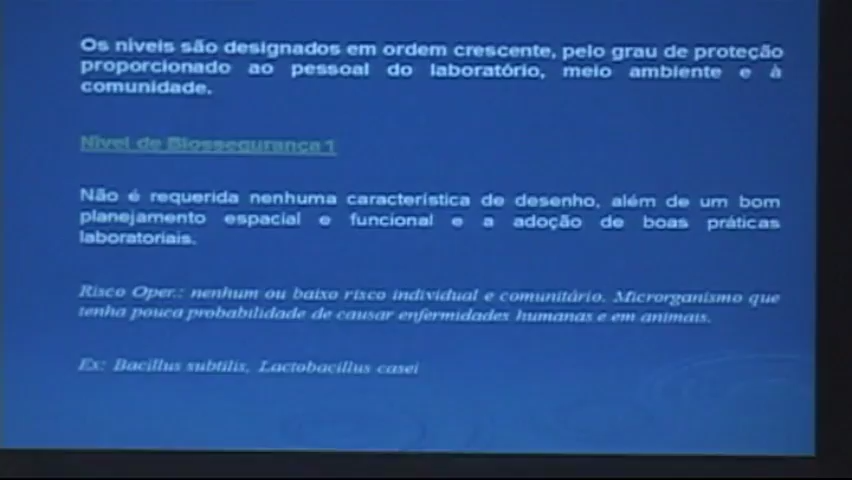 Os níveis são designados em ordem crescente, pelo grau de proteção
proporcionado ao pessoal do laboratório, meio ambiente e à
comunidade.
Nível de Biossegurança 1
Não é requerida nenhuma característica de desenho, além de um bom
planejamento espacial e funcional e a adoção de boas práticas
laboratoriais.
Risco Oper.: nenhum ou baixo risco individual e comunitário. Microrganismo que
tenha pouca probabilidade de causar enfermidades humanas e em animais.
Ex: Bacillus subtilis, Lactobacillus casei